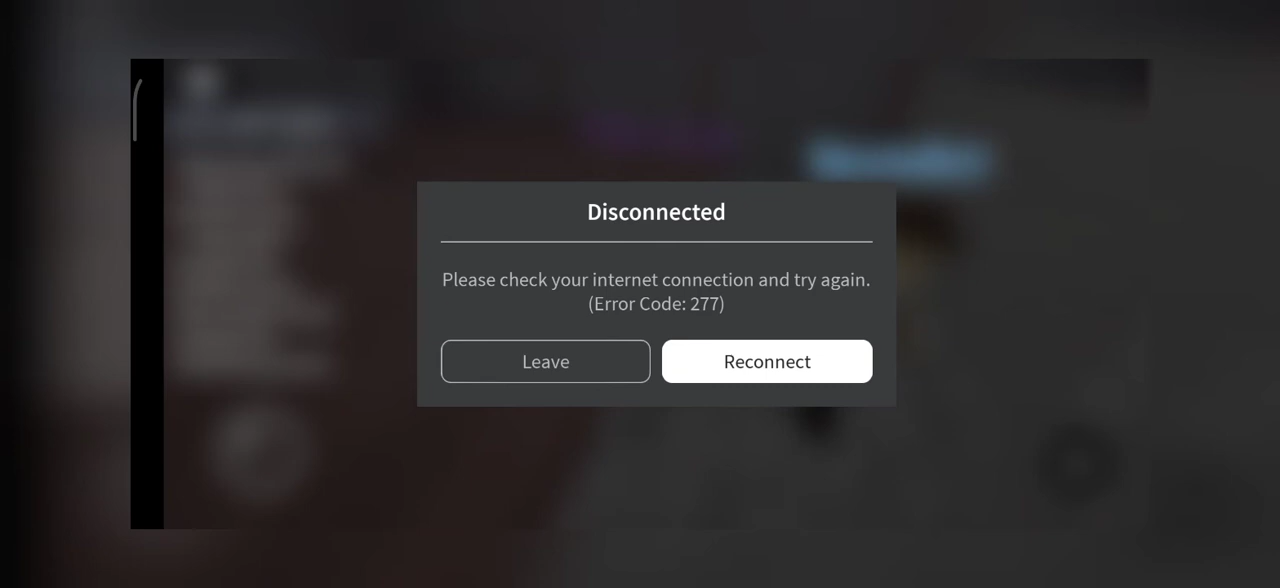 Disconnected
Please check your internet connection and try again.
(Error Code: 277)
Leave
Reconnect